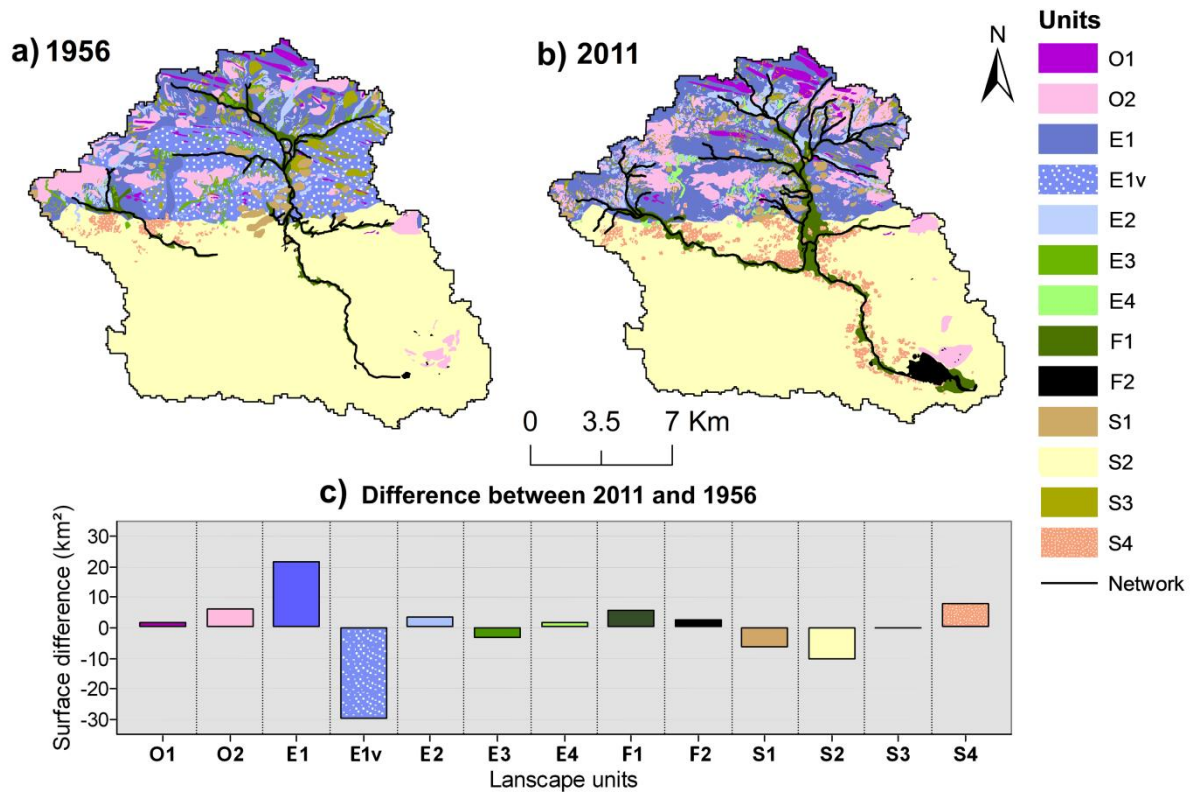 a) 1956
b) 2011
N
Units
O1
O2
E1
E1v
E2
E3
E4
F1
F2
S1
S2
S3
S4
Network
0 3.5 7 Km
c) Difference between 2011 and 1956
Surface difference (km²)
30
20
10
0
-10
-20
-30
O1 O2 E1 E1v E2 E3 E4 F1 F2 S1 S2 S3 S4
Lanscape units